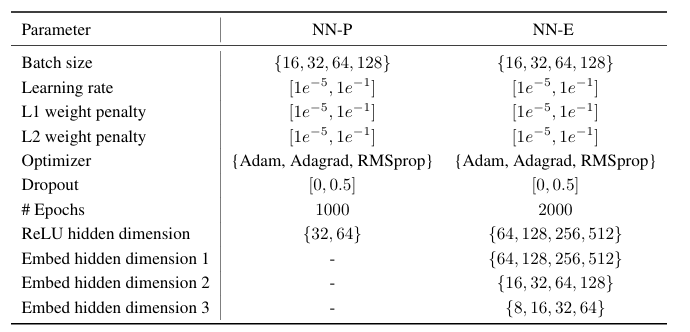 Parameter NN-P NN-E
Batch size {16, 32, 64, 128} {16, 32, 64, 128}
Learning rate [1e⁻⁵, 1e⁻¹] [1e⁻⁵, 1e⁻¹]
L1 weight penalty [1e⁻⁵, 1e⁻¹] [1e⁻⁵, 1e⁻¹]
L2 weight penalty [1e⁻⁵, 1e⁻¹] [1e⁻⁵, 1e⁻¹]
Optimizer {Adam, Adagrad, RMSprop} {Adam, Adagrad, RMSprop}
Dropout [0, 0.5] [0, 0.5]
# Epochs 1000 2000
ReLU hidden dimension {32, 64} {64, 128, 256, 512}
Embed hidden dimension 1 - {64, 128, 256, 512}
Embed hidden dimension 2 - {16, 32, 64, 128}
Embed hidden dimension 3 - {8, 16, 32, 64}